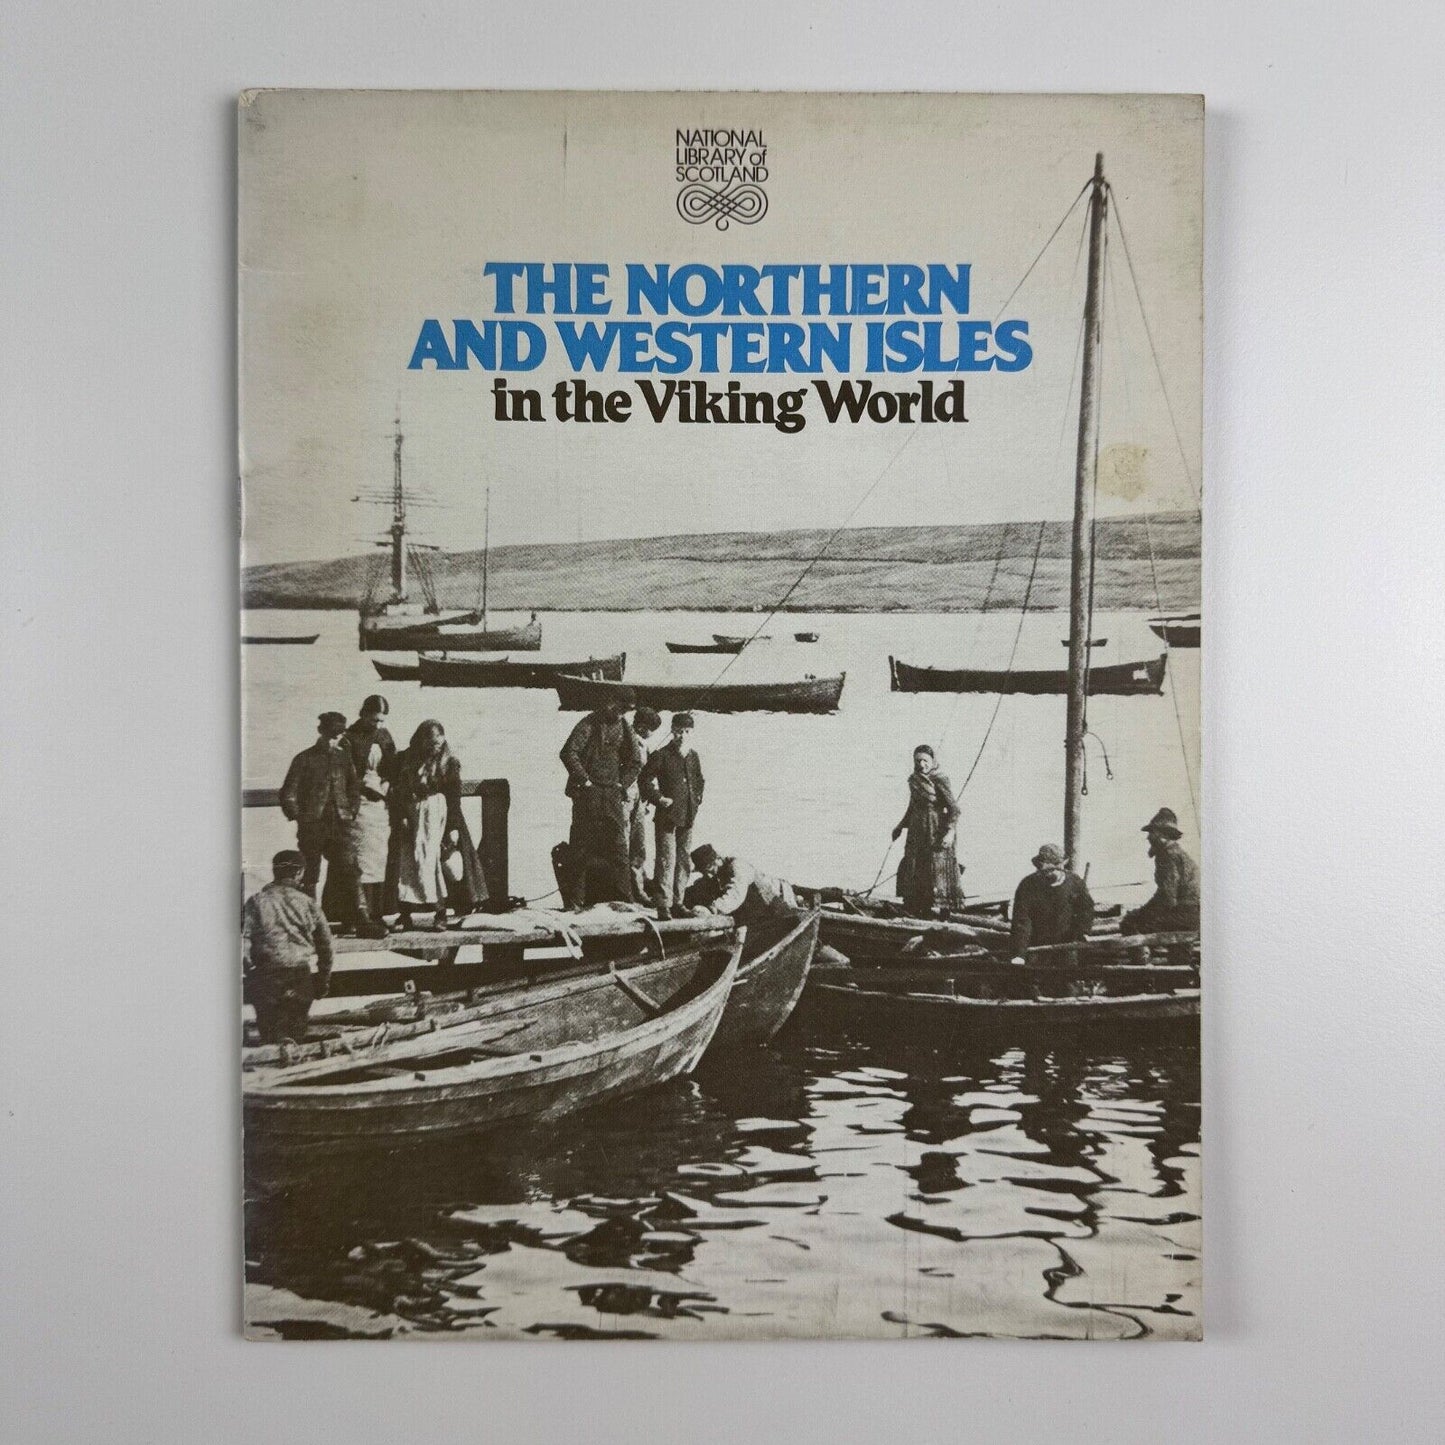 NATIONAL
LIBRARY of
SCOTLAND
THE NORTHERN
AND WESTERN ISLES
in the Viking World